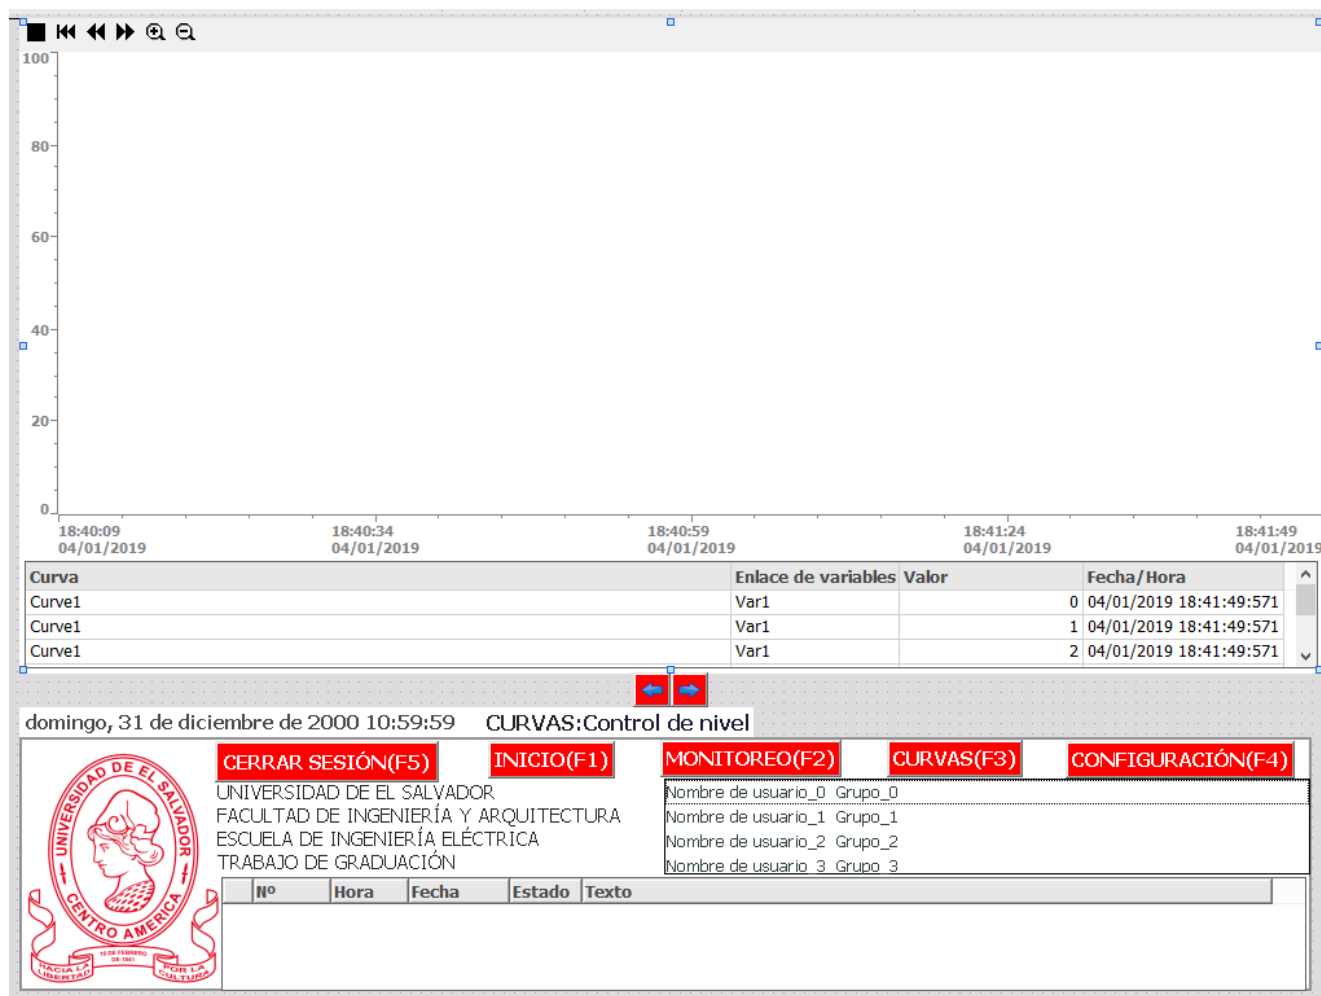 100
80
60
40
20
0
18:40:09 18:40:34 18:40:59 18:41:24 18:41:49
04/01/2019 04/01/2019 04/01/2019 04/01/2019 04/01/2019
Curva Enlace de variables Valor Fecha/Hora
Curve1 Var1 0 04/01/2019 18:41:49:571
Curve1 Var1 1 04/01/2019 18:41:49:571
Curve1 Var1 2 04/01/2019 18:41:49:571
domingo, 31 de diciembre de 2000 10:59:59 CURVAS:Control de nivel
CERRAR SESIÓN(F5) INICIO(F1) MONITOREO(F2) CURVAS(F3) CONFIGURACIÓN(F4)
UNIVERSIDAD DE EL SALVADOR
FACULTAD DE INGENIERÍA Y ARQUITECTURA
ESCUELA DE INGENIERÍA ELÉCTRICA
TRABAJO DE GRADUACIÓN
Nombre de usuario_0 Grupo_0
Nombre de usuario_1 Grupo_1
Nombre de usuario_2 Grupo_2
Nombre de usuario_3 Grupo_3
Nº Hora Fecha Estado Texto
UNIVERSIDAD DE EL SALVADOR
CENTRO AMERICA
16 DE FEBRERO
DE 1841
HACIA LA
LIBERTAD
POR LA
CULTURA